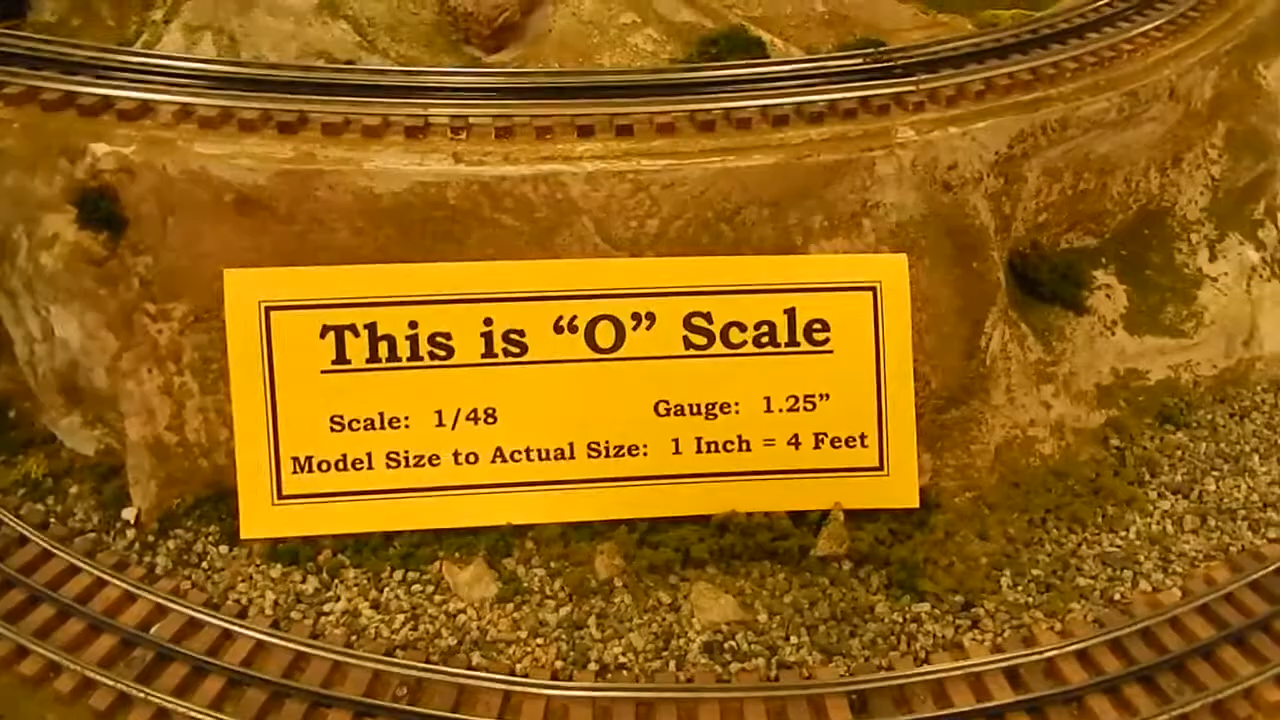 This is “O” Scale
Scale: 1/48 Gauge: 1.25”
Model Size to Actual Size: 1 Inch = 4 Feet